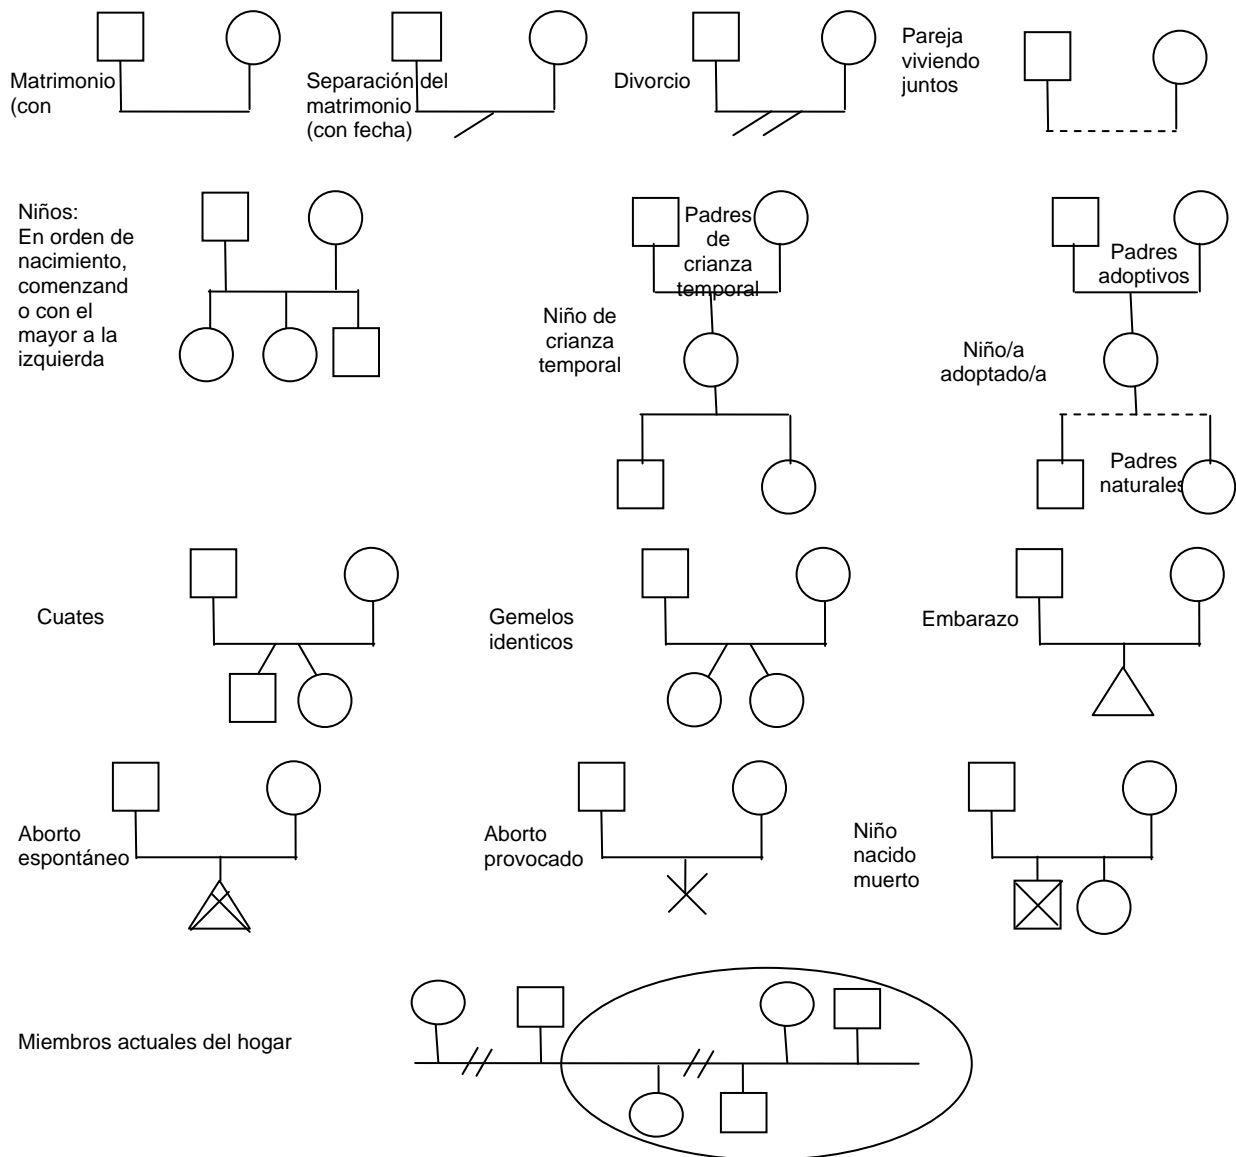 Matrimonio
(con
Separación del
matrimonio
(con fecha)
Divorcio
Pareja
viviendo
juntos
Niños:
En orden de
nacimiento,
comenzand
o con el
mayor a la
izquierda
Padres
de
crianza
temporal
Niño de
crianza
temporal
Padres
adoptivos
Niño/a
adoptado/a
Padres
naturales
Cuates
Gemelos
identicos
Embarazo
Aborto
espontáneo
Aborto
provocado
Niño
nacido
muerto
Miembros actuales del hogar